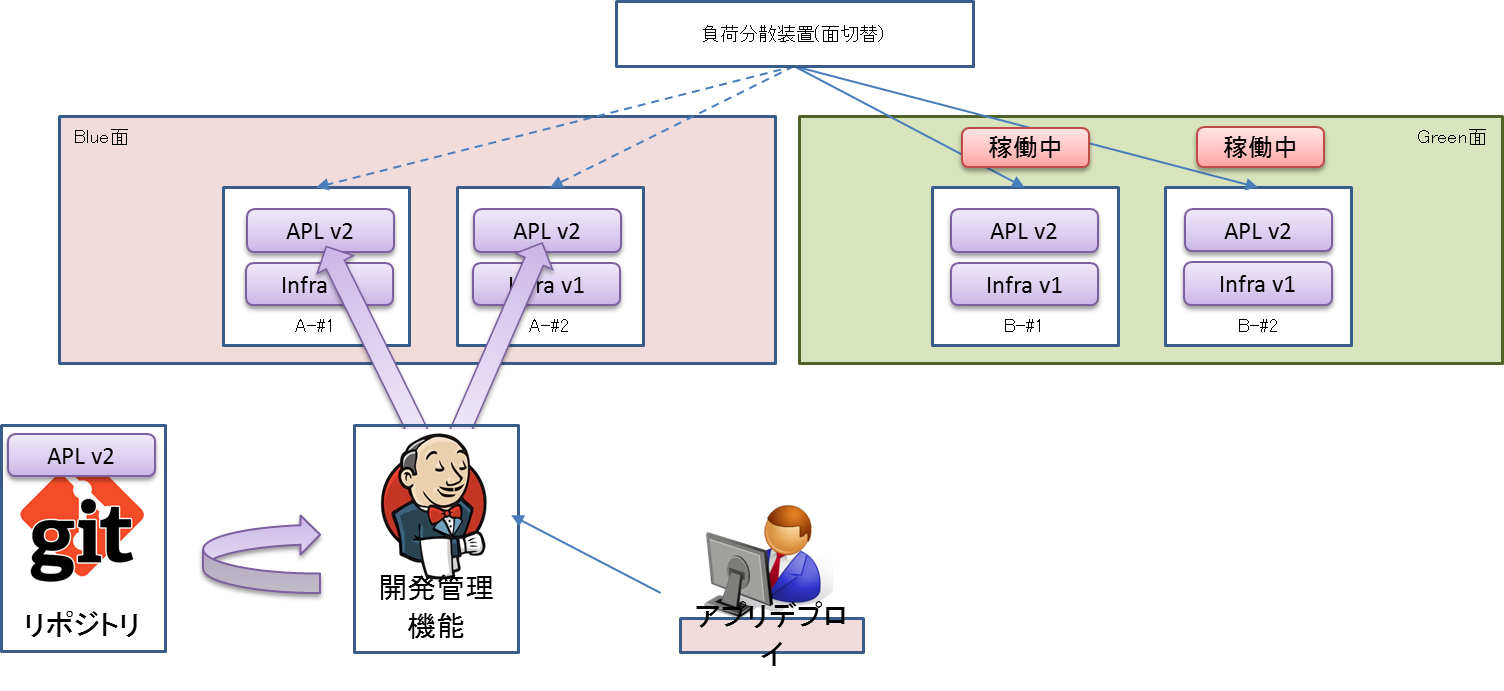 負荷分散装置(面切替)
Blue面
Green面
稼働中
稼働中
APL v2
APL v2
APL v2
APL v2
Infra
Infra v1
Infra v1
Infra v1
A-#1
A-#2
B-#1
B-#2
APL v2
git
リポジトリ
開発管理
機能
アプリデプロ
イ